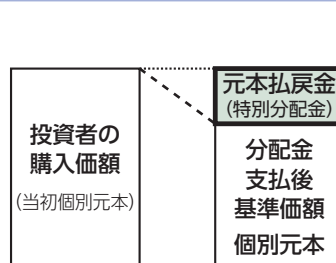 投資者の
購入価額
(当初個別元本)
元本払戻金
(特別分配金)
分配金
支払後
基準価額
個別元本